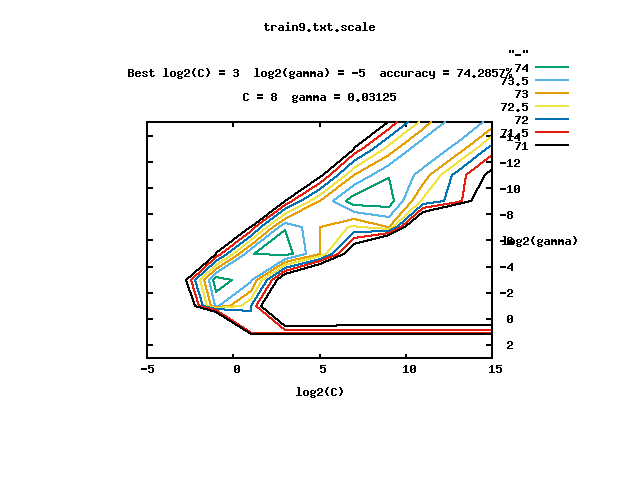 train9.txt.scale
"-"
Best log2(C) = 3  log2(gamma) = -5  accuracy = 74.2857%
74
73.5
73
72.5
72
71.5
71
C = 8  gamma = 0.03125
-14
-12
-10
-8
-6
log2(gamma)
-4
-2
0
2
-5 0 5 10 15
log2(C)